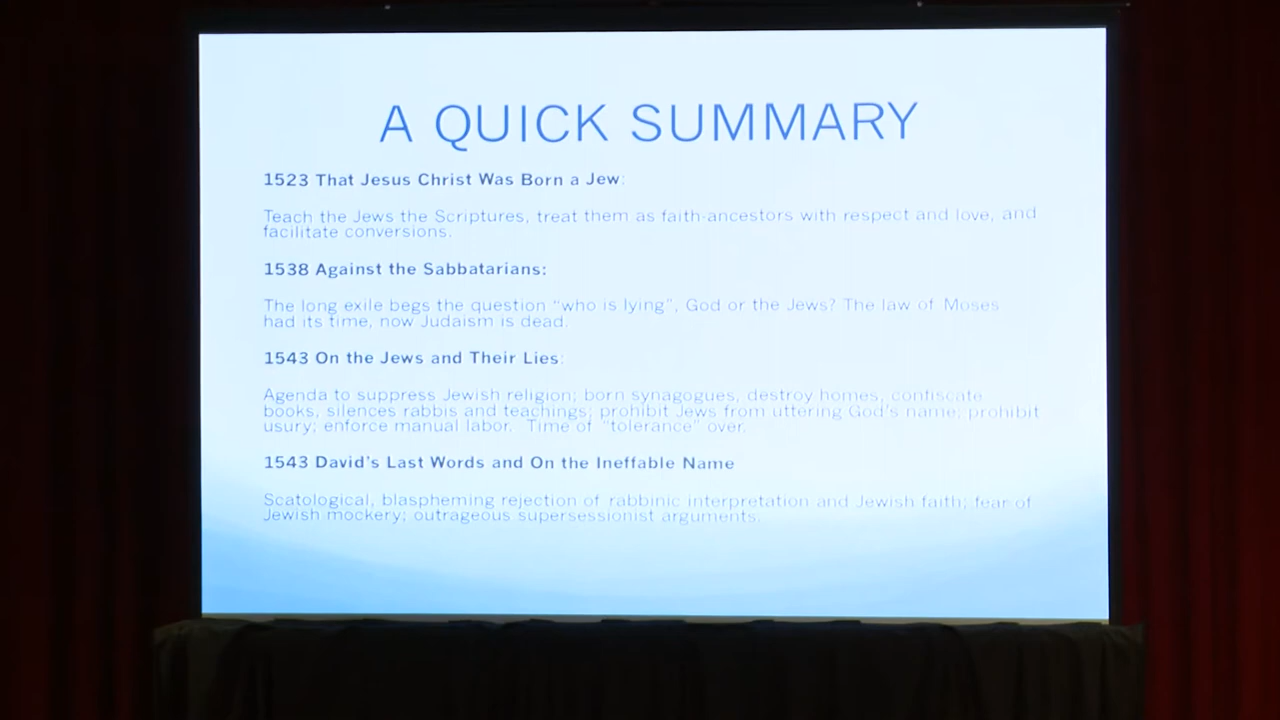 A QUICK SUMMARY
1523 That Jesus Christ Was Born a Jew:
Teach the Jews the Scriptures, treat them as faith-ancestors with respect and love, and
facilitate conversions.
1538 Against the Sabbatarians:
The long exile begs the question “who is lying”, God or the Jews? The law of Moses
had its time, now Judaism is dead.
1543 On the Jews and Their Lies:
Agenda to suppress Jewish religion; born synagogues, destroy homes, confiscate
books, silences rabbis and teachings; prohibit Jews from uttering God’s name; prohibit
usury; enforce manual labor. Time of “tolerance” over.
1543 David’s Last Words and On the Ineffable Name
Scatological, blaspheming rejection of rabbinic interpretation and Jewish faith; fear of
Jewish mockery; outrageous supersessionist arguments.